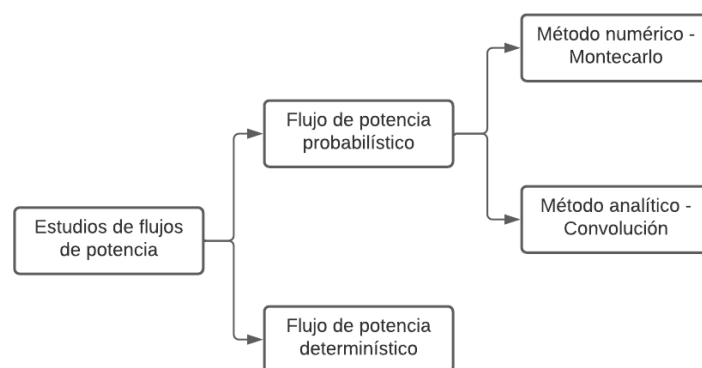 Método numérico -
Montecarlo
Flujo de potencia
probabilístico
Método analítico -
Convolución
Estudios de flujos
de potencia
Flujo de potencia
determinístico